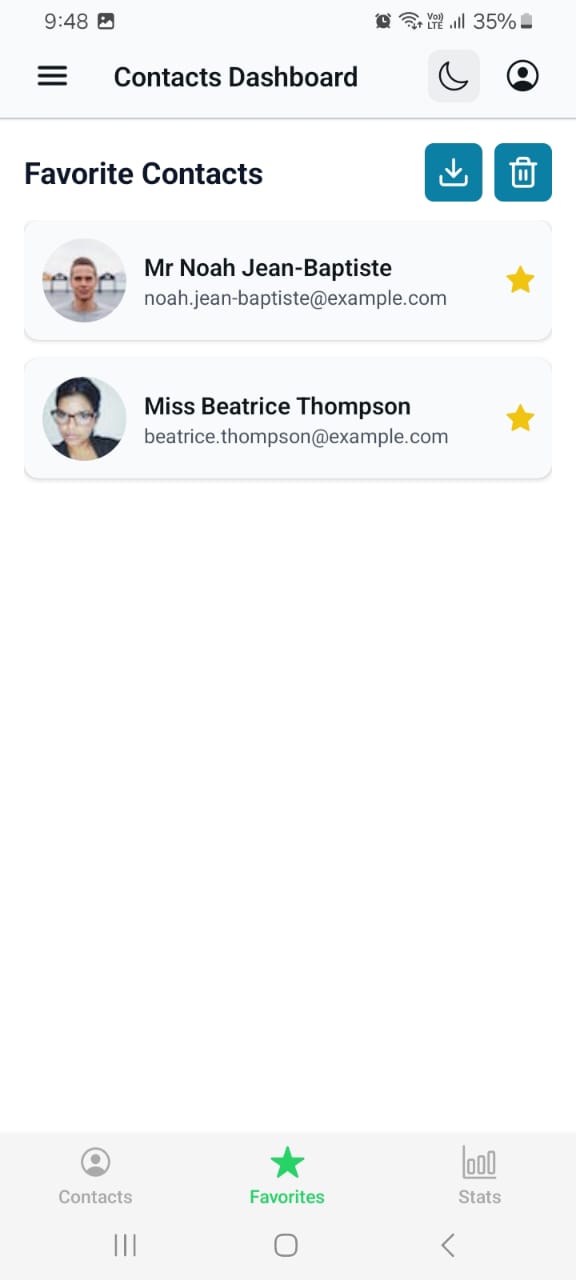 9:48 Vo)) LTE 35%
Contacts Dashboard
Favorite Contacts
Mr Noah Jean-Baptiste
noah.jean-baptiste@example.com
Miss Beatrice Thompson
beatrice.thompson@example.com
Contacts Favorites Stats